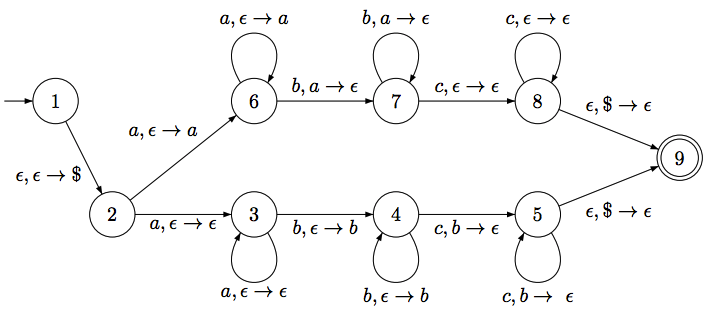 a, ϵ → a
b, a → ϵ
c, ϵ → ϵ
1
6
b, a → ϵ
7
c, ϵ → ϵ
8
ϵ, $ → ϵ
a, ϵ → a
9
ϵ, ϵ → $
2
a, ϵ → ϵ
3
b, ϵ → b
4
c, b → ϵ
5
ϵ, $ → ϵ
a, ϵ → ϵ
b, ϵ → b
c, b → ϵ